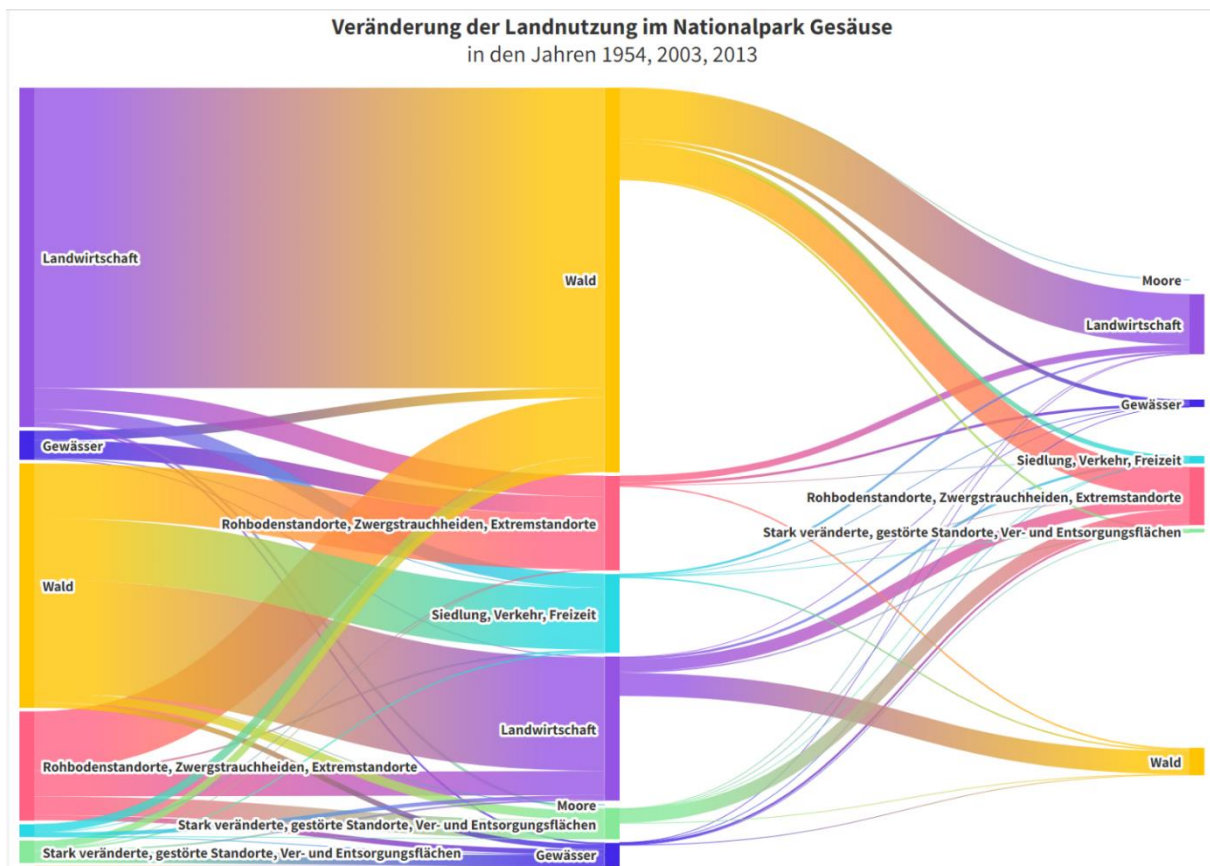 Veränderung der Landnutzung im Nationalpark Gesäuse
in den Jahren 1954, 2003, 2013
Landwirtschaft
Gewässer
Wald
Rohbodenstandorte, Zwergstrauchheiden, Extremstandorte
Stark veränderte, gestörte Standorte, Ver- und Entsorgungsflächen
Wald
Rohbodenstandorte, Zwergstrauchheiden, Extremstandorte
Siedlung, Verkehr, Freizeit
Landwirtschaft
Moore
Stark veränderte, gestörte Standorte, Ver- und Entsorgungsflächen
Gewässer
Moore
Landwirtschaft
Gewässer
Siedlung, Verkehr, Freizeit
Rohbodenstandorte, Zwergstrauchheiden, Extremstandorte
Stark veränderte, gestörte Standorte, Ver- und Entsorgungsflächen
Wald